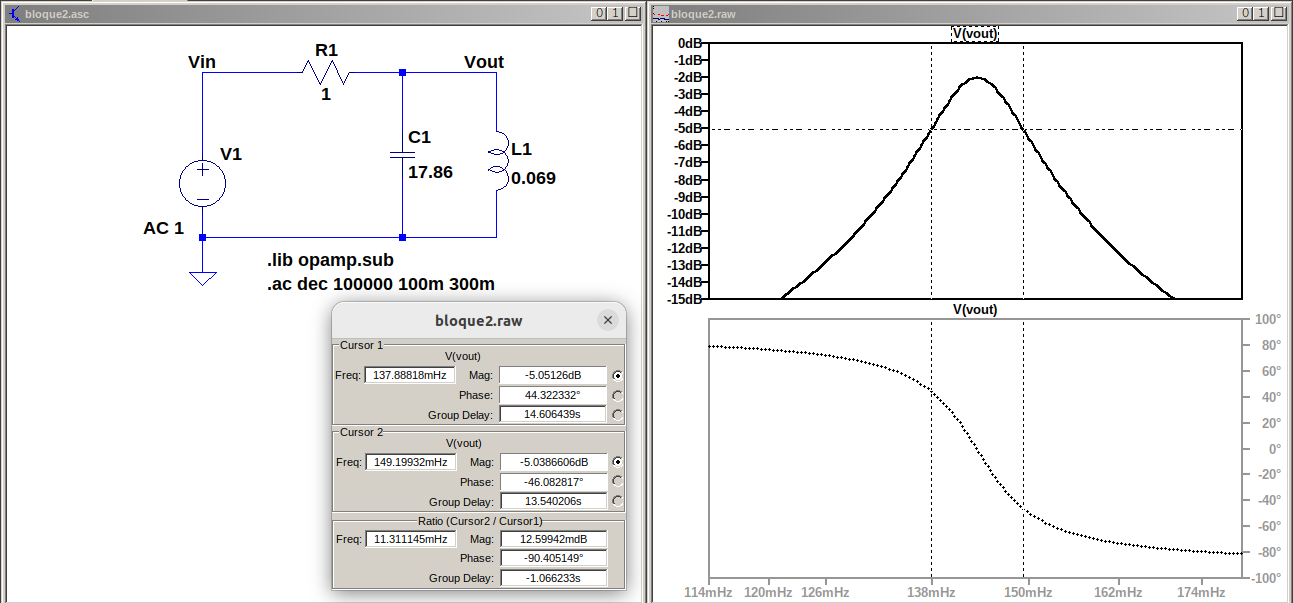 bloque2.asc
Vin
R1
1
Vout
V1
AC 1
C1
17.86
L1
0.069
.lib opamp.sub
.ac dec 100000 100m 300m
bloque2.raw
Cursor 1
V(vout)
Freq: 137.88818mHz Mag: -5.05126dB
Phase: 44.322332°
Group Delay: 14.606439s
Cursor 2
V(vout)
Freq: 149.19932mHz Mag: -5.0386606dB
Phase: -46.082817°
Group Delay: 13.540206s
Ratio (Cursor2 / Cursor1)
Freq: 11.311145mHz Mag: 12.59942mdB
Phase: -90.405149°
Group Delay: -1.066233s
bloque2.raw
V(vout)
0dB
-1dB
-2dB
-3dB
-4dB
-5dB
-6dB
-7dB
-8dB
-9dB
-10dB
-11dB
-12dB
-13dB
-14dB
-15dB
V(vout)
100°
80°
60°
40°
20°
0°
-20°
-40°
-60°
-80°
-100°
114mHz 120mHz 126mHz 138mHz 150mHz 162mHz 174mHz